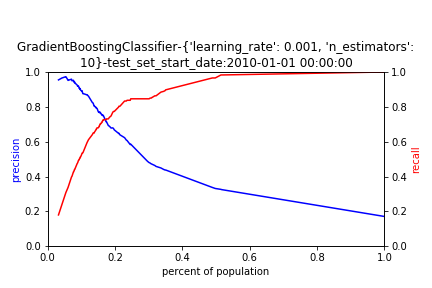 GradientBoostingClassifier-{'learning_rate': 0.001, 'n_estimators':
10}-test_set_start_date:2010-01-01 00:00:00
1.0
0.8
0.6
0.4
0.2
0.0
precision
1.0
0.8
0.6
0.4
0.2
0.0
recall
0.0 0.2 0.4 0.6 0.8 1.0
percent of population